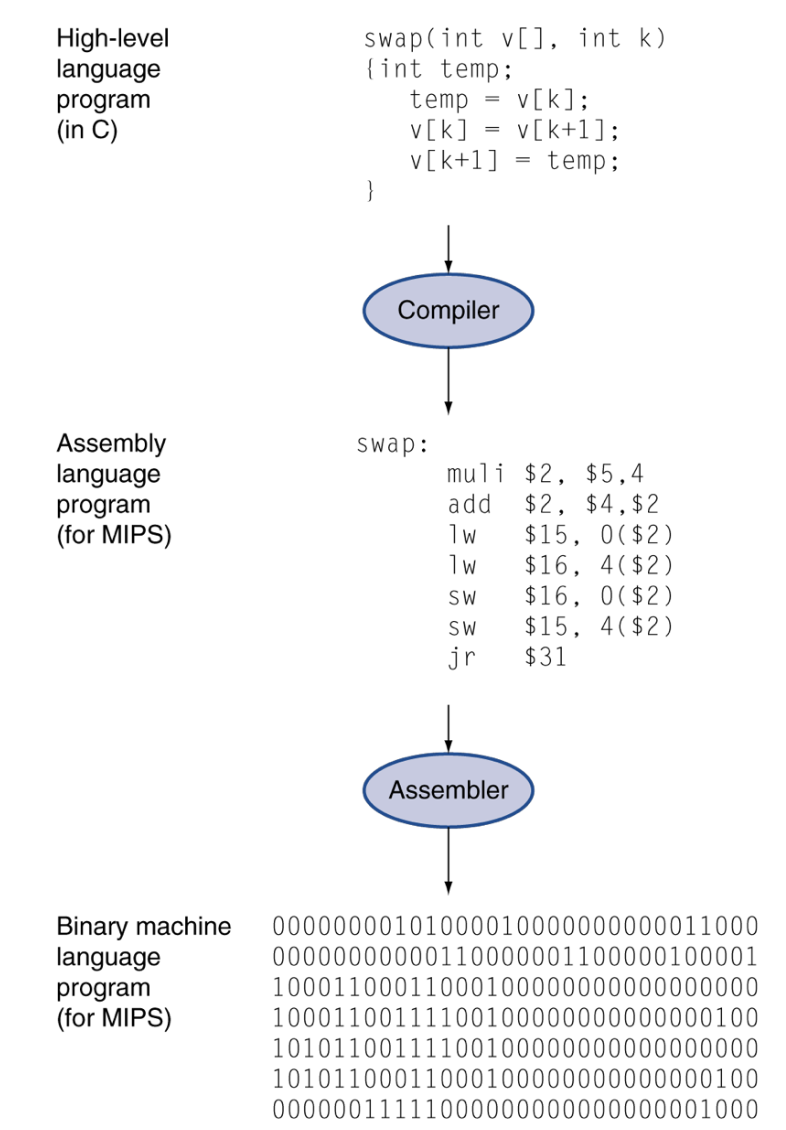 High-level
language
program
(in C)
swap(int v[], int k)
{int temp;
temp = v[k];
v[k] = v[k+1];
v[k+1] = temp;
}
Compiler
Assembly
language
program
(for MIPS)
swap:
muli $2, $5,4
add $2, $4,$2
lw $15, 0($2)
lw $16, 4($2)
sw $16, 0($2)
sw $15, 4($2)
jr $31
Assembler
Binary machine
language
program
(for MIPS)
00000000101000010000000000011000
00000000000110000001100000100001
10001100011000100000000000000000
10001100111100100000000000000100
10101100111100100000000000000000
10101100011000100000000000000100
00000011111000000000000000001000